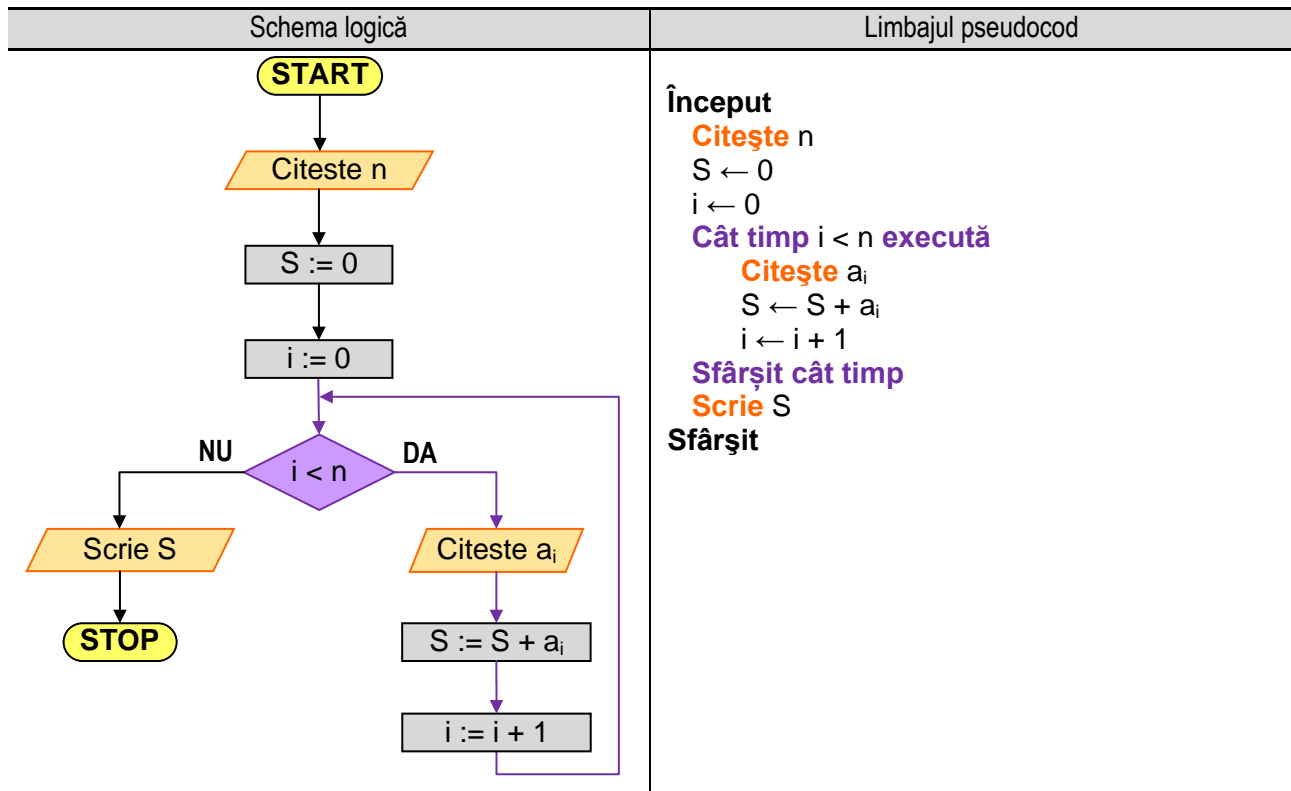 Schema logică
Limbajul pseudocod
START
Citeste n
S := 0
i := 0
NU
i < n
DA
Scrie S
Citeste aᵢ
STOP
S := S + aᵢ
i := i + 1
Început
Citeşte n
S ← 0
i ← 0
Cât timp i < n execută
Citeşte aᵢ
S ← S + aᵢ
i ← i + 1
Sfârșit cât timp
Scrie S
Sfârşit